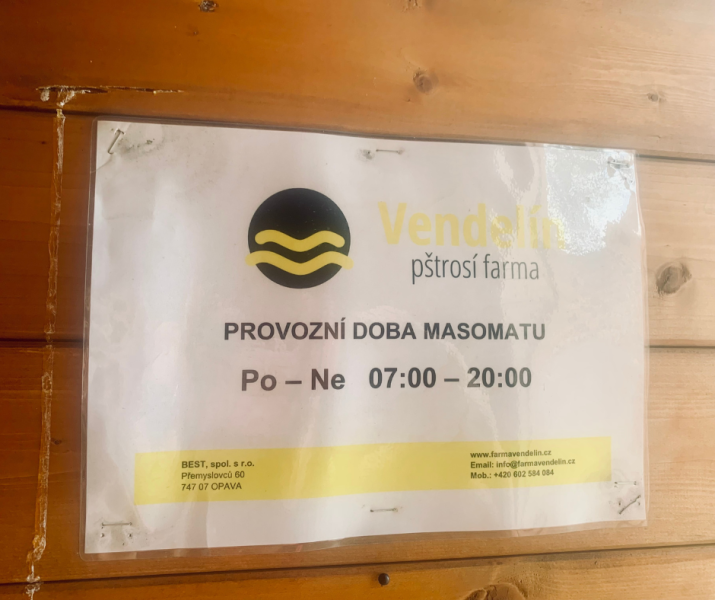 Vendelín
pštrosí farma
PROVOZNÍ DOBA MASOMATU
Po – Ne 07:00 – 20:00
BEST, spol. s r.o.
Přemyslovců 60
747 07 OPAVA
www.farmavendelin.cz
Email: info@farmavendelin.cz
Mob.: +420 602 584 084